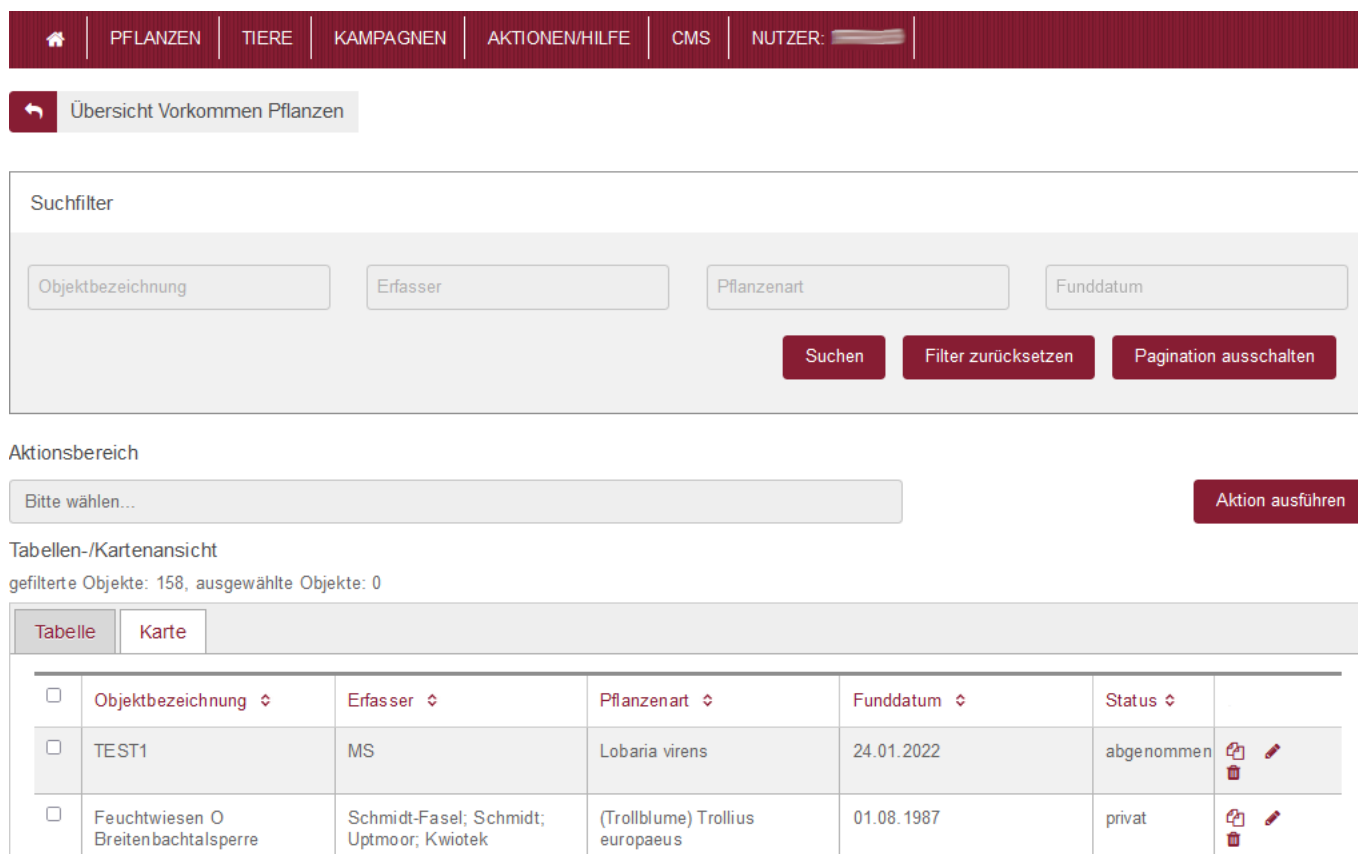 PFLANZEN TIERE KAMPAGNEN AKTIONEN/HILFE CMS NUTZER:
Übersicht Vorkommen Pflanzen
Suchfilter
Objektbezeichnung Erfasser Pflanzenart Funddatum
Suchen Filter zurücksetzen Pagination ausschalten
Aktionsbereich
Bitte wählen... Aktion ausführen
Tabellen-/Kartenansicht
gefilterte Objekte: 158, ausgewählte Objekte: 0
Tabelle Karte
Objektbezeichnung Erfasser Pflanzenart Funddatum Status
TEST1 MS Lobaria virens 24.01.2022 abgenommen
Feuchtwiesen O Schmidt-Fasel; Schmidt; (Trollblume) Trollius 01.08.1987 privat
Breitenbachtalsperre Uptmoor; Kwiotek europaeus